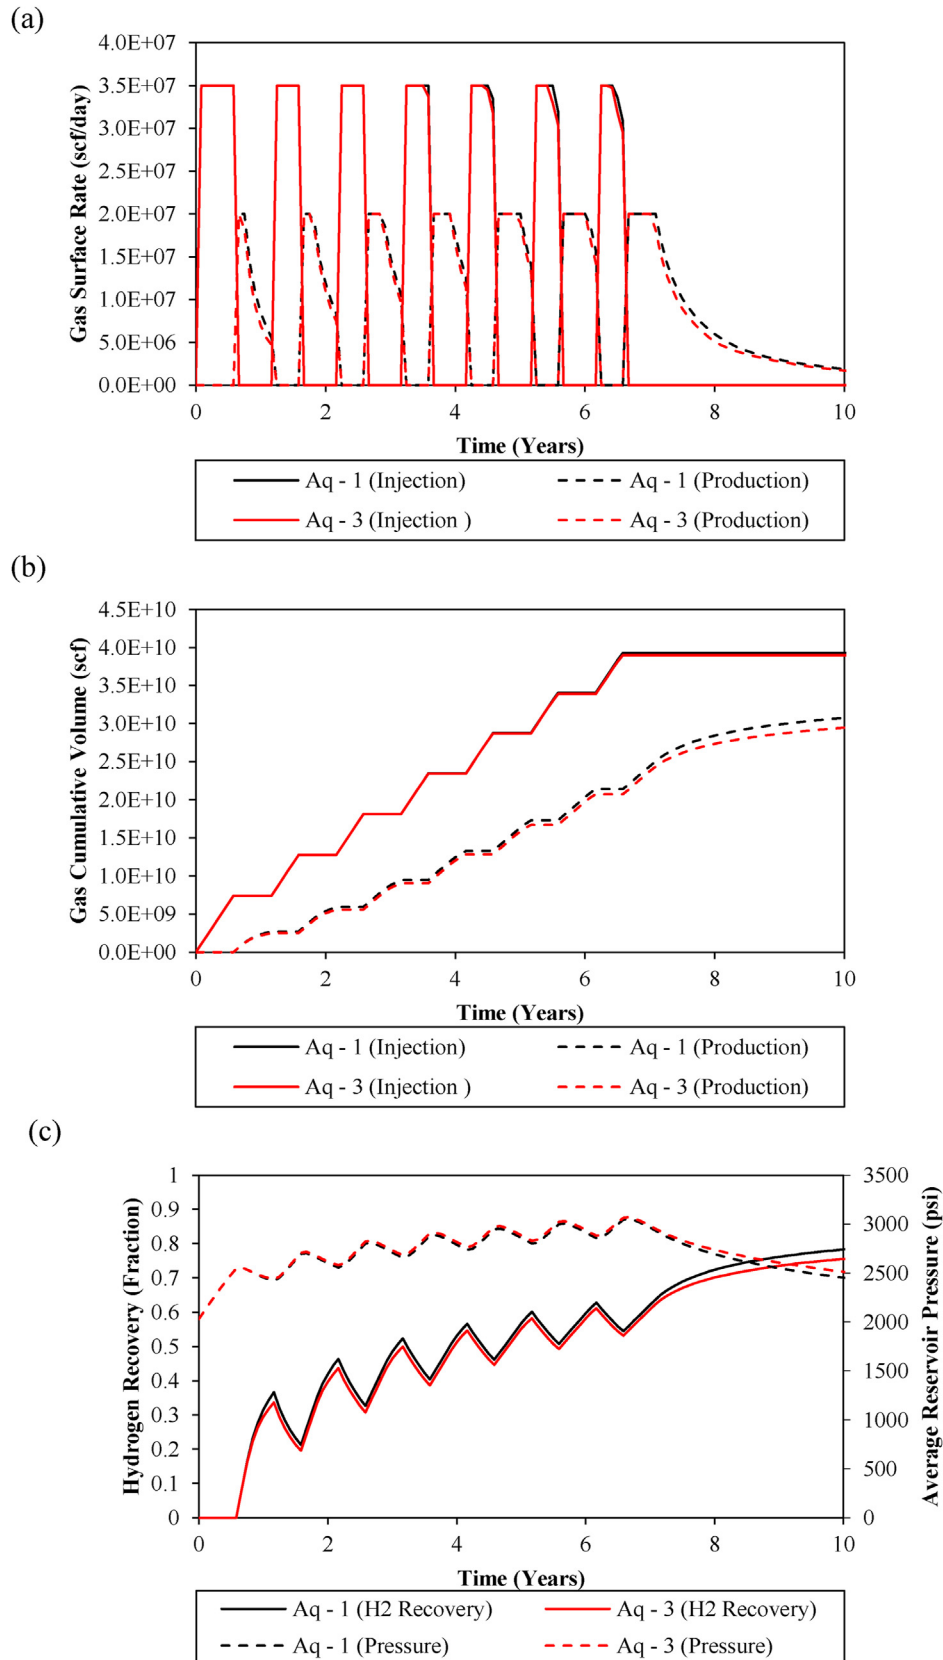 (a)
4.0E+07
3.5E+07
3.0E+07
2.5E+07
2.0E+07
1.5E+07
1.0E+07
5.0E+06
0.0E+00
Gas Surface Rate (scf/day)
0 2 4 6 8 10
Time (Years)
Aq - 1 (Injection) Aq - 1 (Production)
Aq - 3 (Injection ) Aq - 3 (Production)
(b)
4.5E+10
4.0E+10
3.5E+10
3.0E+10
2.5E+10
2.0E+10
1.5E+10
1.0E+10
5.0E+09
0.0E+00
Gas Cumulative Volume (scf)
0 2 4 6 8 10
Time (Years)
Aq - 1 (Injection) Aq - 1 (Production)
Aq - 3 (Injection ) Aq - 3 (Production)
(c)
1 3500
0.9
0.8 3000
0.7 2500
0.6 2000
0.5
0.4 1500
0.3 1000
0.2
0.1 500
0 0
Hydrogen Recovery (Fraction)
Average Reservoir Pressure (psi)
0 2 4 6 8 10
Time (Years)
Aq - 1 (H2 Recovery) Aq - 3 (H2 Recovery)
Aq - 1 (Pressure) Aq - 3 (Pressure)